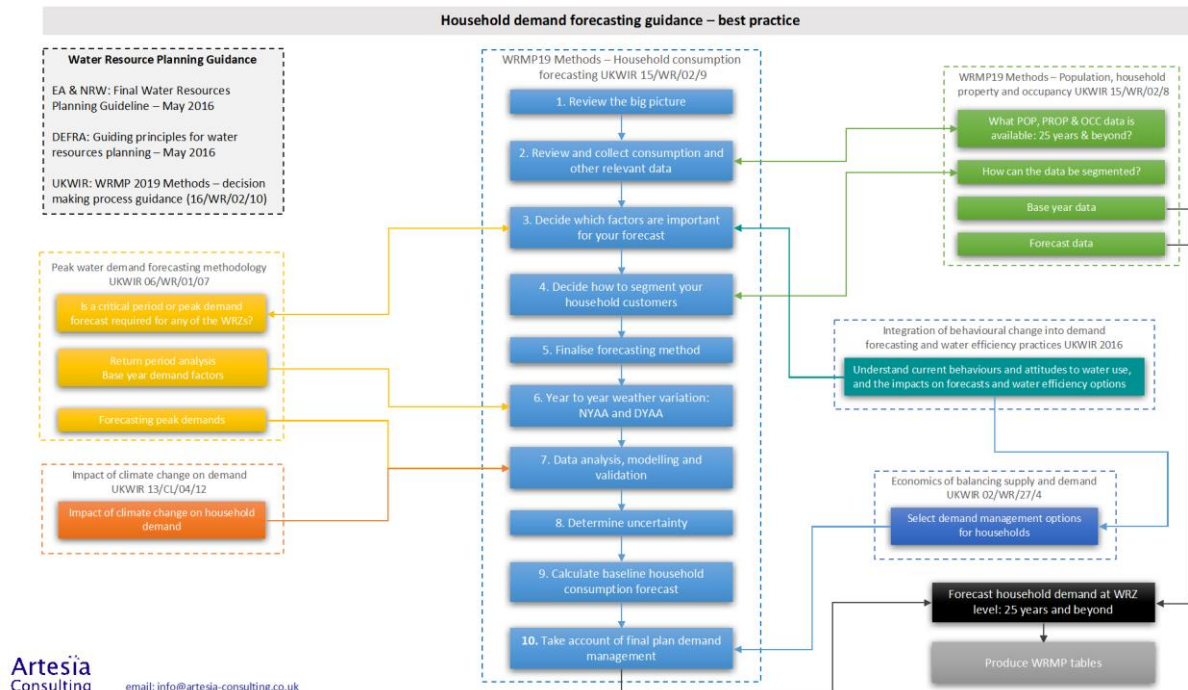 Household demand forecasting guidance – best practice
Water Resource Planning Guidance
EA & NRW: Final Water Resources
Planning Guideline – May 2016
DEFRA: Guiding principles for water
resources planning – May 2016
UKWIR: WRMP 2019 Methods – decision
making process guidance (16/WR/02/10)
Peak water demand forecasting methodology
UKWIR 06/WR/01/07
Is a critical period or peak demand
forecast required for any of the WRZs?
Return period analysis
Base year demand factors
Forecasting peak demands
Impact of climate change on demand
UKWIR 13/CL/04/12
Impact of climate change on household
demand
WRMP19 Methods – Household consumption
forecasting UKWIR 15/WR/02/9
1. Review the big picture
2. Review and collect consumption and
other relevant data
3. Decide which factors are important
for your forecast
4. Decide how to segment your
household customers
5. Finalise forecasting method
6. Year to year weather variation:
NYAA and DYAA
7. Data analysis, modelling and
validation
8. Determine uncertainty
9. Calculate baseline household
consumption forecast
10. Take account of final plan demand
management
WRMP19 Methods – Population, household
property and occupancy UKWIR 15/WR/02/8
What POP, PROP & OCC data is
available: 25 years & beyond?
How can the data be segmented?
Base year data
Forecast data
Integration of behavioural change into demand
forecasting and water efficiency practices UKWIR 2016
Understand current behaviours and attitudes to water use,
and the impacts on forecasts and water efficiency options
Economics of balancing supply and demand
UKWIR 02/WR/27/4
Select demand management options
for households
Forecast household demand at WRZ
level: 25 years and beyond
Produce WRMP tables
Artesia
Consulting
email: info@artesia-consulting.co.uk